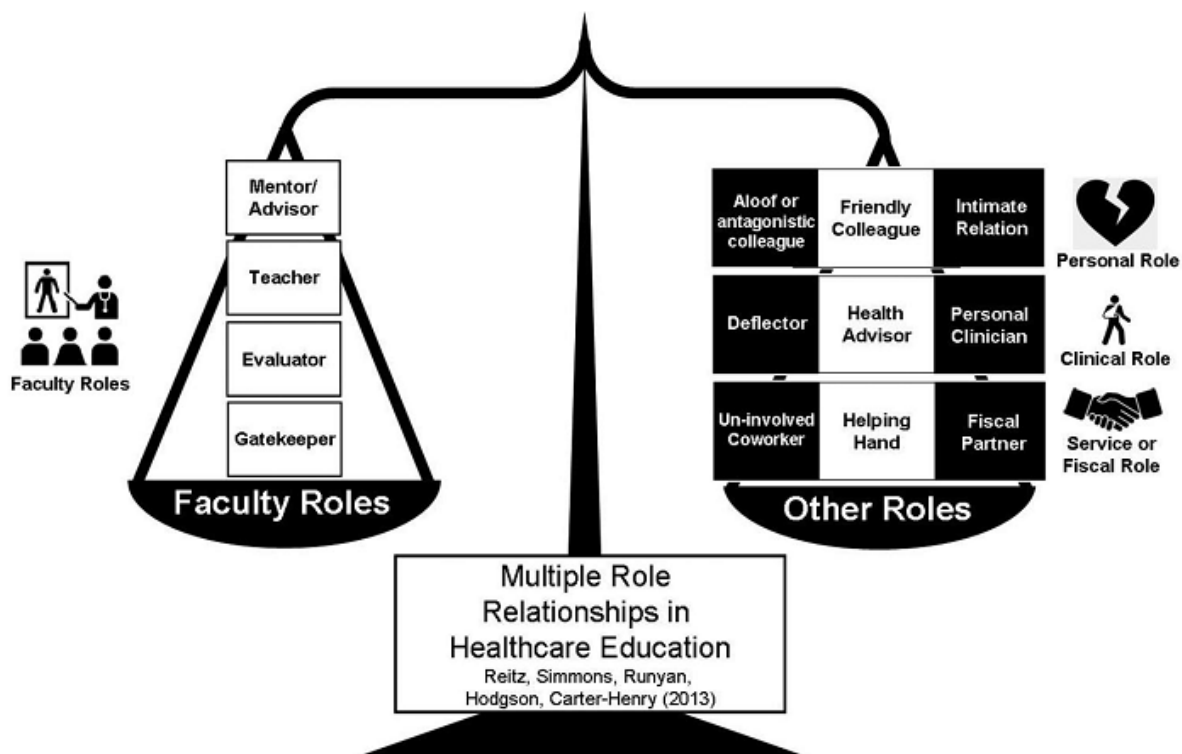 Mentor/
Advisor
Teacher
Evaluator
Gatekeeper
Faculty Roles
Faculty Roles
Aloof or
antagonistic
colleague
Friendly
Colleague
Intimate
Relation
Personal Role
Deflector
Health
Advisor
Personal
Clinician
Clinical Role
Un-involved
Coworker
Helping
Hand
Fiscal
Partner
Service or
Fiscal Role
Other Roles
Multiple Role
Relationships in
Healthcare Education
Reitz, Simmons, Runyan,
Hodgson, Carter-Henry (2013)